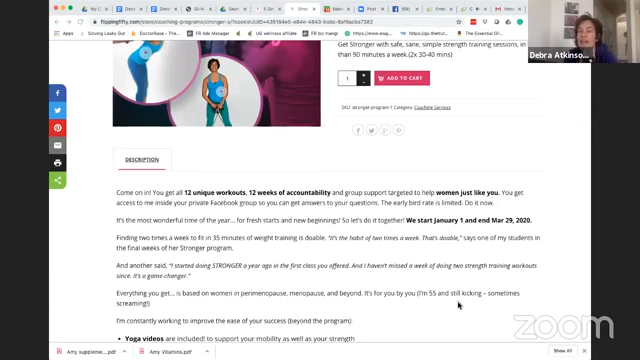 flippingfifty.com/store/coaching-programs/stronger-x/?cookieUUID=435184e0-e84e-4843-babc-8af8acba7382
Apps
Solving Leaky Gut
DoctorBase
The FB Ads Manager
UG wellness affiliate
FB biz mangr
The Essential Di
Debra Atkinso
Get Stronger with safe, sane, simple strength training sessions, in
than 90 minutes a week.(2x 30-40 mins)
1
ADD TO CART
SKU: stronger-program-1 Category: Coaching Services
DESCRIPTION
Come on in! You get all 12 unique workouts, 12 weeks of accountability and group support targeted to help women just like you. You get
access to me inside your private Facebook group so you can get answers to your questions. The early bird rate is limited. Do it now.
It's the most wonderful time of the year... for fresh starts and new beginnings! So let's do it together! We start January 1 and end Mar 29, 2020.
Finding two times a week to fit in 35 minutes of weight training is doable. "It's the habit of two times a week. That's doable," says one of my students in
the final weeks of her Stronger program.
And another said, "I started doing STRONGER a year ago in the first class you offered. And I haven't missed a week of doing two strength training workouts
since. It's a game-changer."
Everything you get... is based on women in perimenopause, menopause, and beyond. It's for you by you (I'm 55 and still kicking – sometimes
screaming!)
I'm constantly working to improve the ease of your success (beyond the program):
• Yoga videos are included! to support your mobility as well as your strength
Amy suppleme....pdf
Amy Vitamins.pdf
Show All
zoom